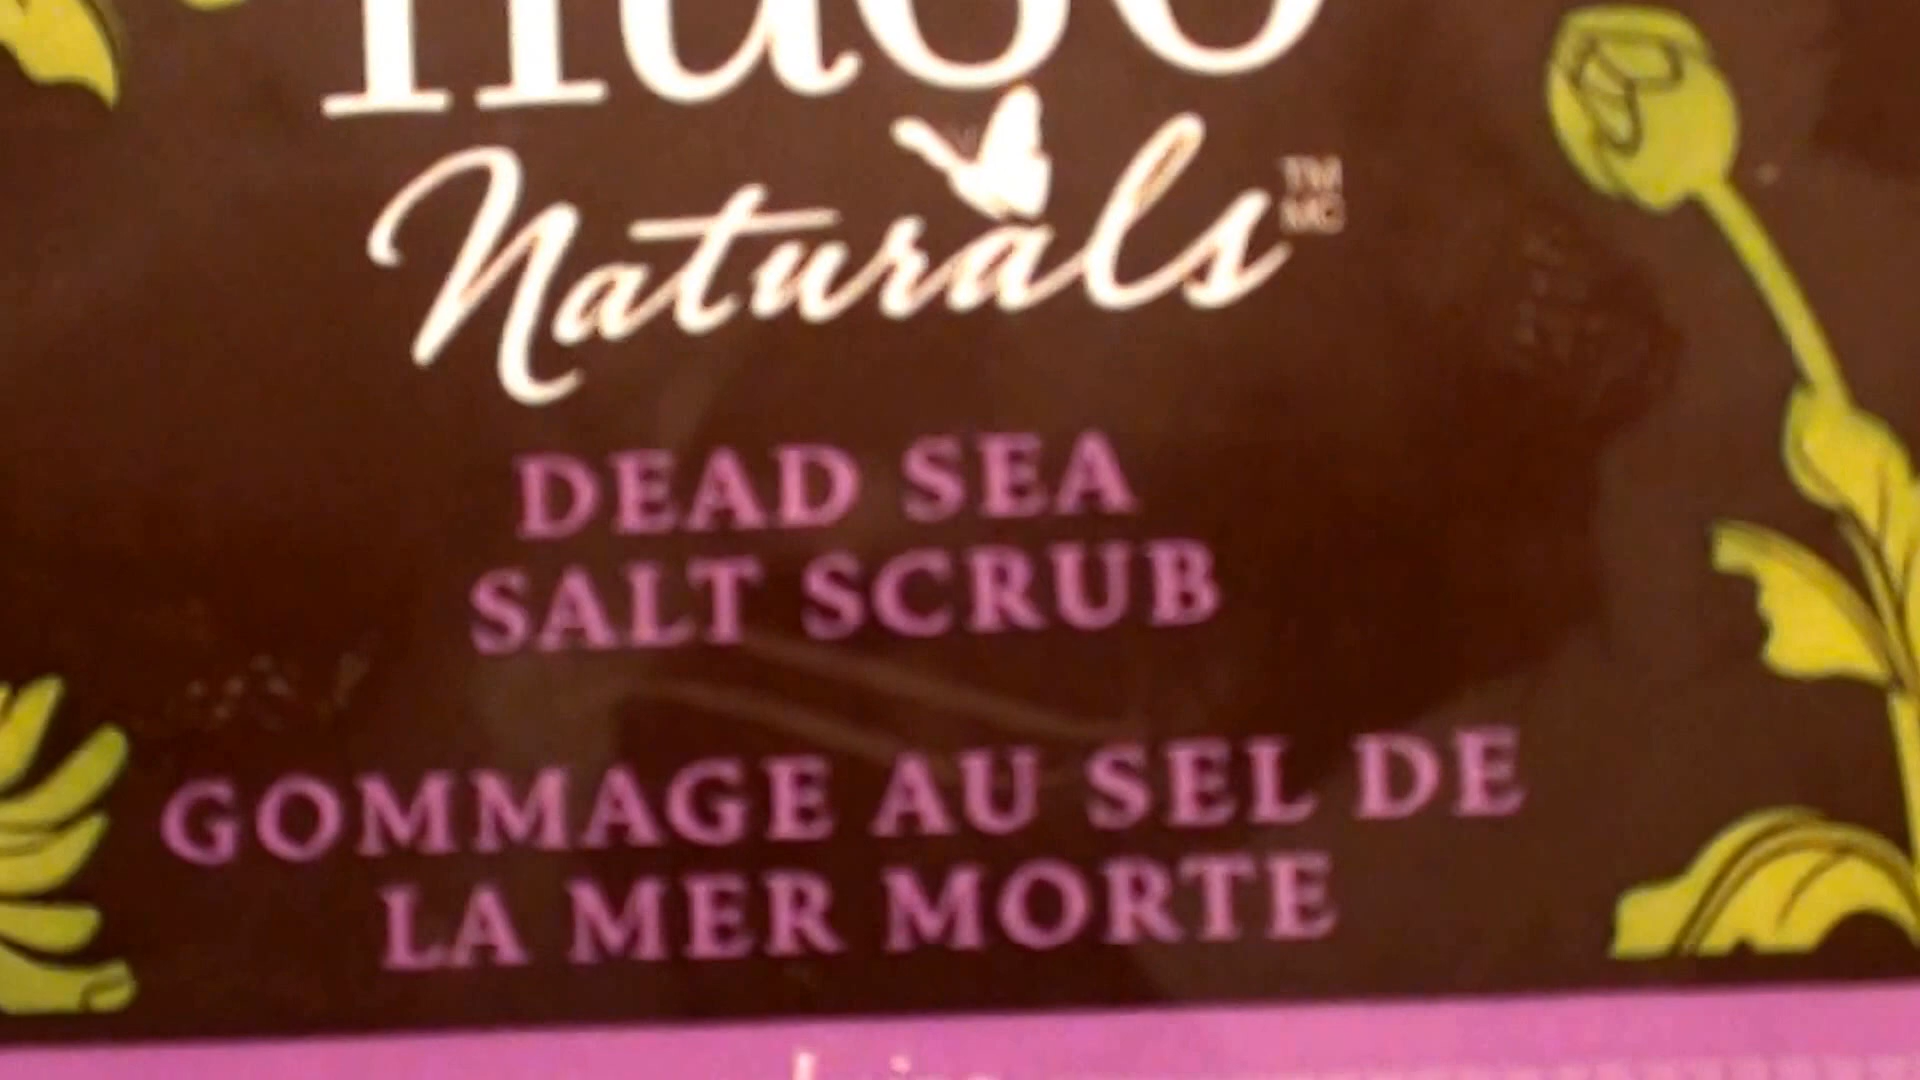 Naturals
TM
MC
DEAD SEA
SALT SCRUB
GOMMAGE AU SEL DE
LA MER MORTE